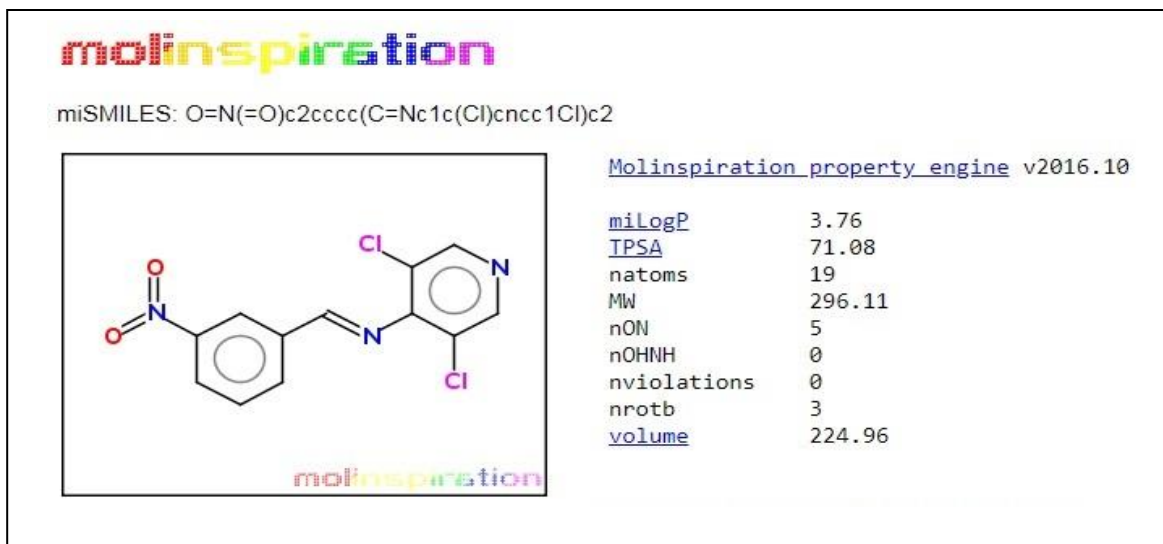 molinspiration
miSMILES: O=N(=O)c2cccc(C=Nc1c(Cl)cncc1Cl)c2
Molinspiration property engine v2016.10
miLogP 3.76
TPSA 71.08
natoms 19
MW 296.11
nON 5
nOHNH 0
nviolations 0
nrotb 3
volume 224.96
Cl
N
O
N
O
N
Cl
molinspiration